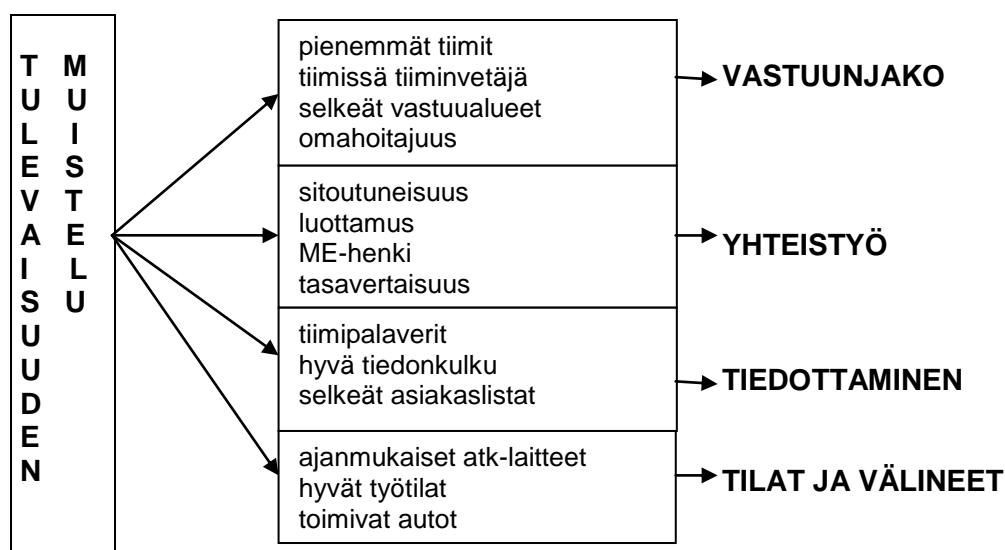 TULEVAISUUDEN
MUISTELU
pienemmät tiimit
tiimissä tiiminvetäjä
selkeät vastuualueet
omahoitajuus
VASTUUNJAKO
sitoutuneisuus
luottamus
ME-henki
tasavertaisuus
YHTEISTYÖ
tiimipalaverit
hyvä tiedonkulku
selkeät asiakaslistat
TIEDOTTAMINEN
ajanmukaiset atk-laitteet
hyvät työtilat
toimivat autot
TILAT JA VÄLINEET